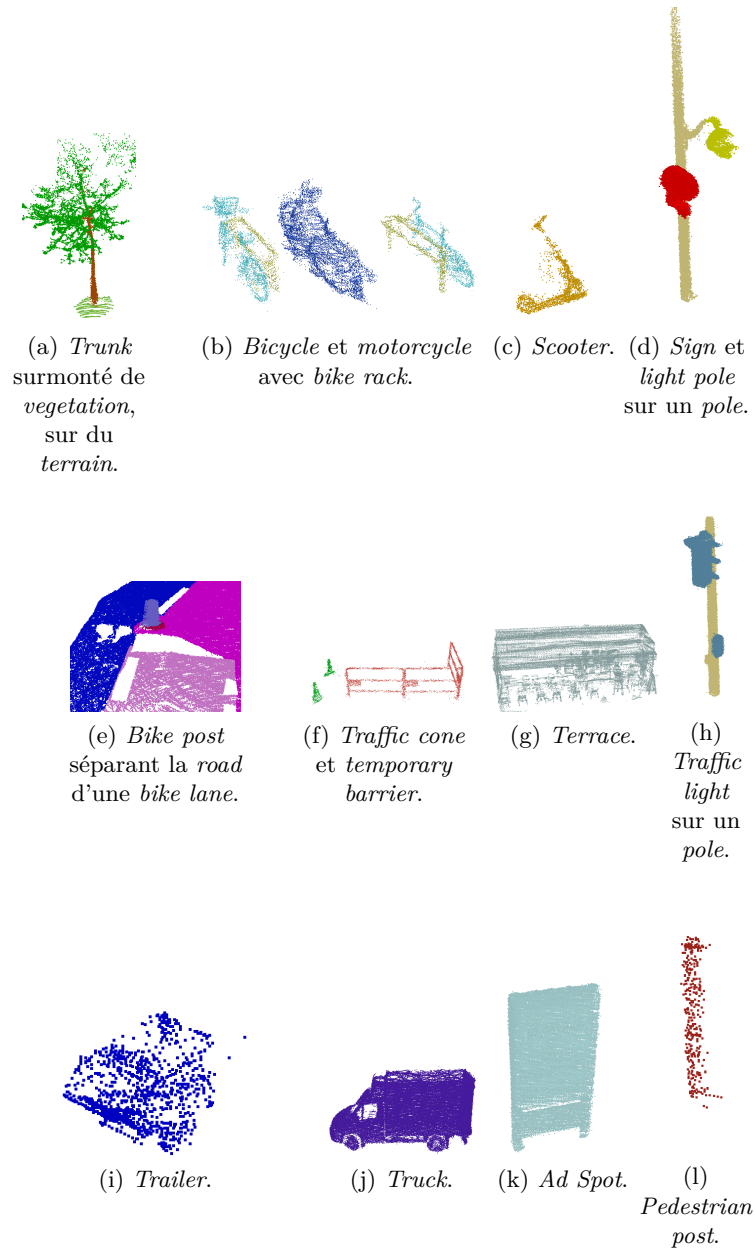 (a) Trunk
surmonté de
vegetation,
sur du
terrain.
(b) Bicycle et motorcycle
avec bike rack.
(c) Scooter.
(d) Sign et
light pole
sur un pole.
(e) Bike post
séparant la road
d'une bike lane.
(f) Traffic cone
et temporary
barrier.
(g) Terrace.
(h)
Traffic
light
sur un
pole.
(i) Trailer.
(j) Truck.
(k) Ad Spot.
(l)
Pedestrian
post.